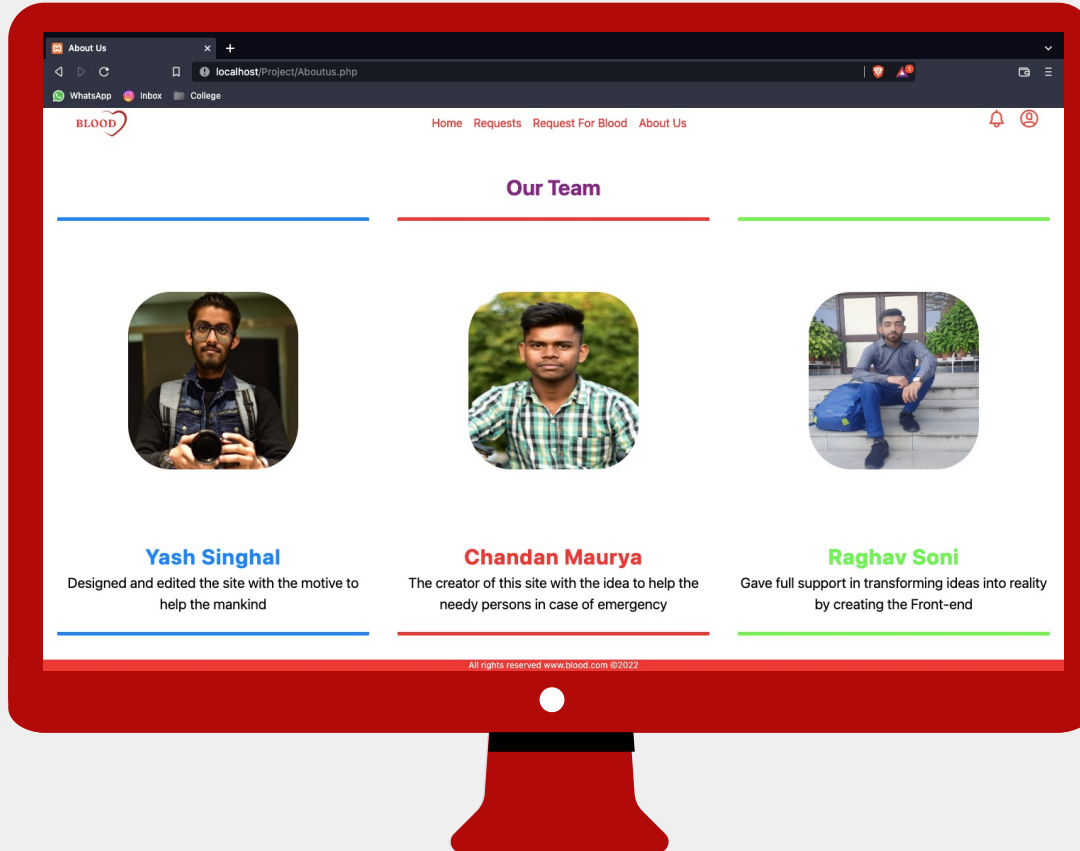 About Us
localhost/Project/Aboutus.php
1
WhatsApp Inbox College
BLOOD
Home Requests Request For Blood About Us
Our Team
Yash Singhal
Designed and edited the site with the motive to
help the mankind
Chandan Maurya
The creator of this site with the idea to help the
needy persons in case of emergency
Raghav Soni
Gave full support in transforming ideas into reality
by creating the Front-end
All rights reserved www.blood.com ©2022